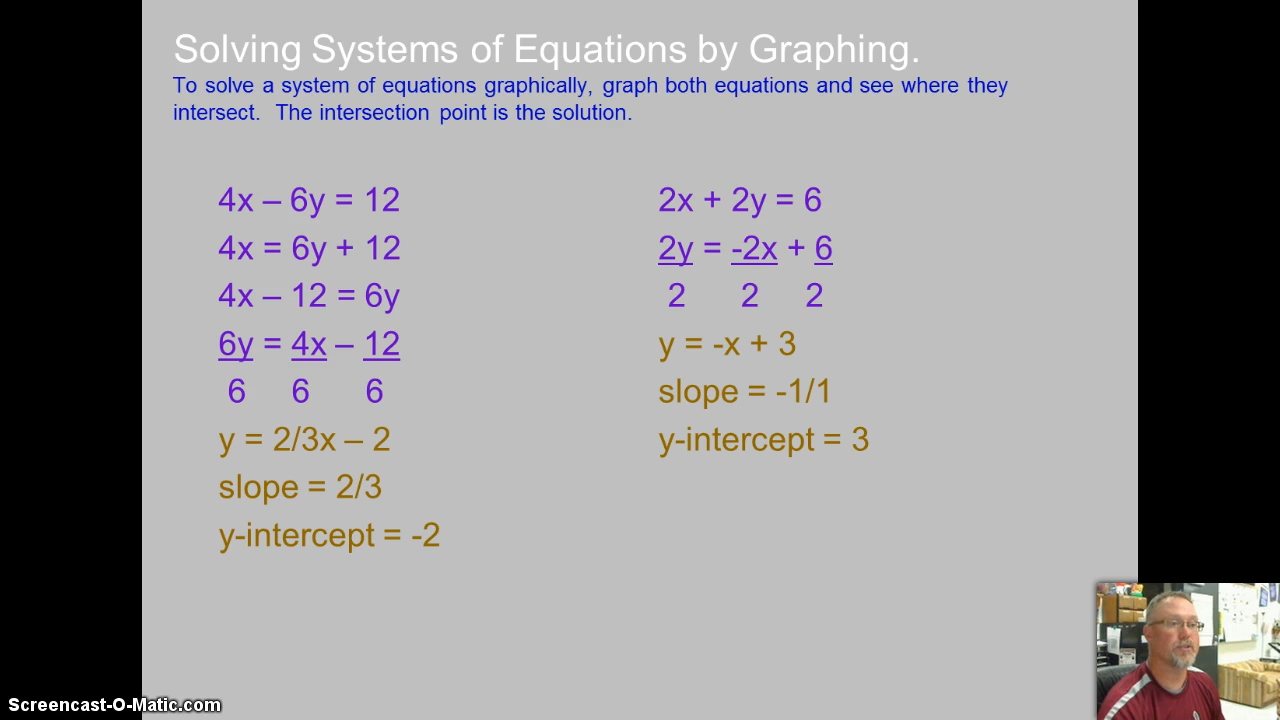 Solving Systems of Equations by Graphing.
To solve a system of equations graphically, graph both equations and see where they
intersect. The intersection point is the solution.
4x – 6y = 12
4x = 6y + 12
4x – 12 = 6y
6y = 4x – 12
6 6 6
y = 2/3x – 2
slope = 2/3
y-intercept = -2
2x + 2y = 6
2y = -2x + 6
2 2 2
y = -x + 3
slope = -1/1
y-intercept = 3
Screencast-O-Matic.com